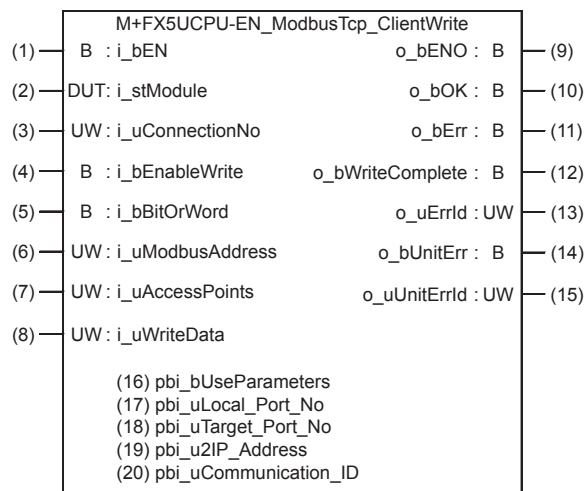 M+FX5UCPU-EN_ModbusTcp_ClientWrite
(1) B : i_bEN o_bENO : B (9)
(2) DUT: i_stModule o_bOK : B (10)
(3) UW : i_uConnectionNo o_bErr : B (11)
(4) B : i_bEnableWrite o_bWriteComplete : B (12)
(5) B : i_bBitOrWord o_uErrId : UW (13)
(6) UW : i_uModbusAddress o_bUnitErr : B (14)
(7) UW : i_uAccessPoints o_uUnitErrId : UW (15)
(8) UW : i_uWriteData
(16) pbi_bUseParameters
(17) pbi_uLocal_Port_No
(18) pbi_uTarget_Port_No
(19) pbi_u2IP_Address
(20) pbi_uCommunication_ID